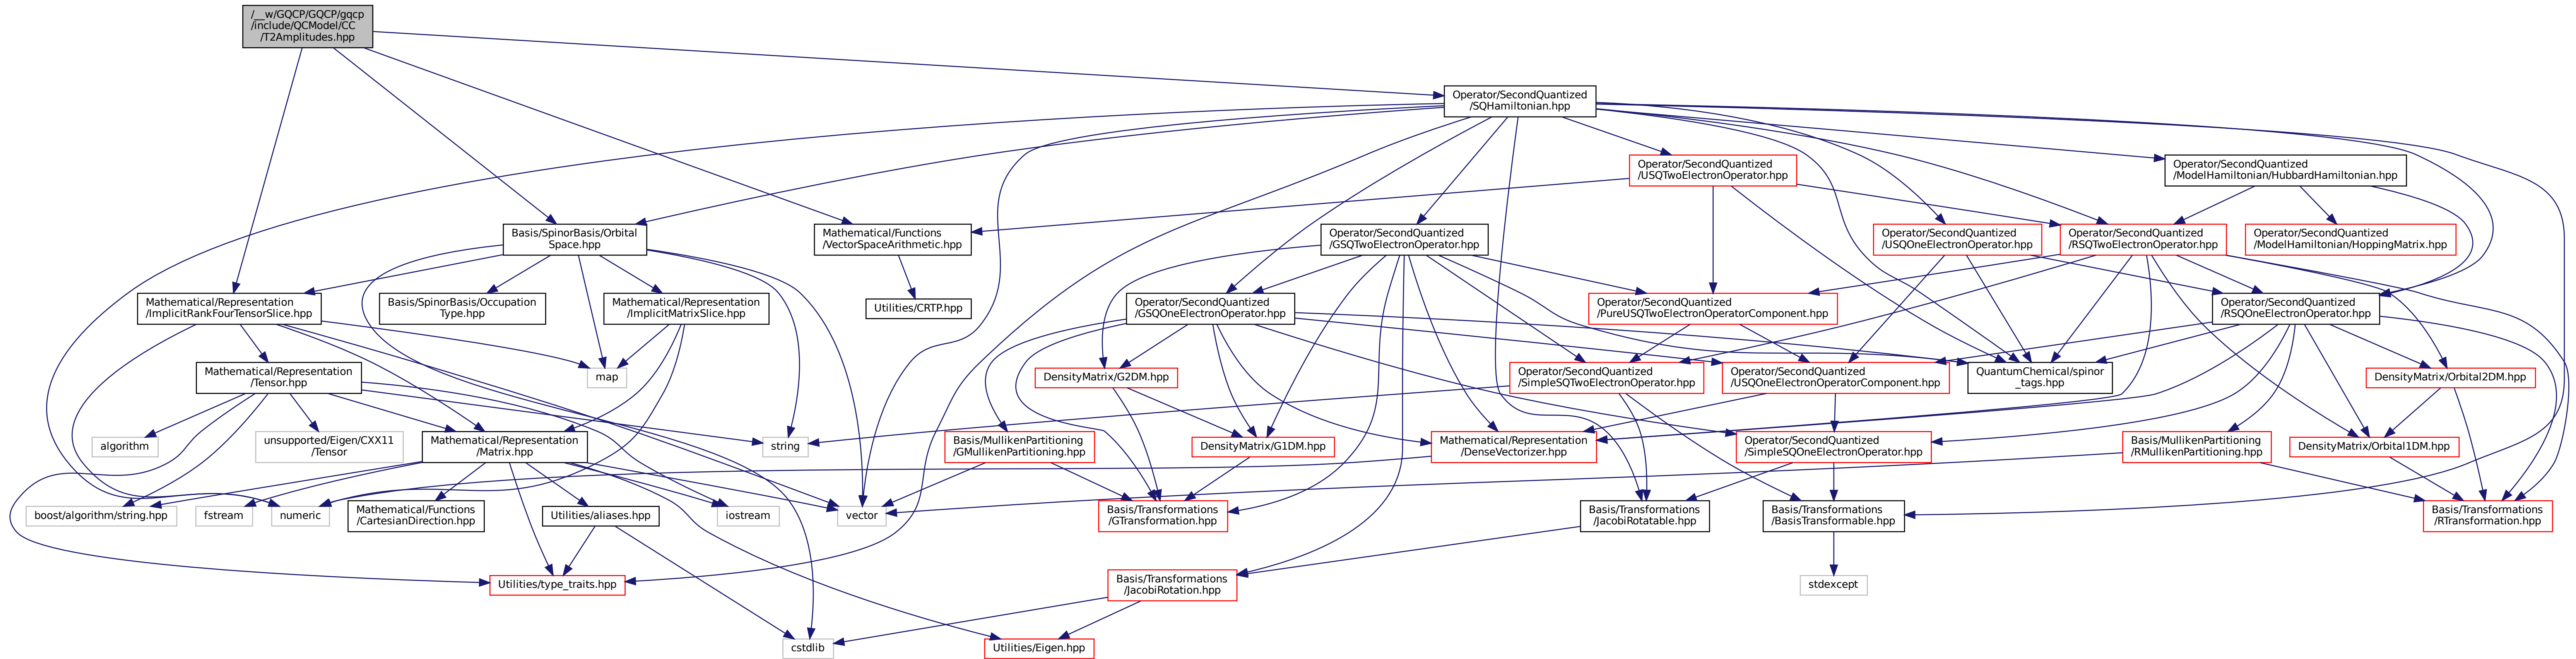 /__w/GQCP/GQCP/gqcp
/include/QCModel/CC
/T2Amplitudes.hpp
Operator/SecondQuantized
/SQHamiltonian.hpp
Operator/SecondQuantized
/USQTwoElectronOperator.hpp
Operator/SecondQuantized
/ModelHamiltonian/HubbardHamiltonian.hpp
Basis/SpinorBasis/Orbital
Space.hpp
Mathematical/Functions
/VectorSpaceArithmetic.hpp
Operator/SecondQuantized
/GSQTwoElectronOperator.hpp
Operator/SecondQuantized
/USQOneElectronOperator.hpp
Operator/SecondQuantized
/RSQTwoElectronOperator.hpp
Operator/SecondQuantized
/ModelHamiltonian/HoppingMatrix.hpp
Mathematical/Representation
/ImplicitRankFourTensorSlice.hpp
Basis/SpinorBasis/Occupation
Type.hpp
Mathematical/Representation
/ImplicitMatrixSlice.hpp
Utilities/CRTP.hpp
Operator/SecondQuantized
/GSQOneElectronOperator.hpp
Operator/SecondQuantized
/PureUSQTwoElectronOperatorComponent.hpp
Operator/SecondQuantized
/RSQOneElectronOperator.hpp
Mathematical/Representation
/Tensor.hpp
map
DensityMatrix/G2DM.hpp
Operator/SecondQuantized
/SimpleSQTwoElectronOperator.hpp
Operator/SecondQuantized
/USQOneElectronOperatorComponent.hpp
QuantumChemical/spinor
_tags.hpp
DensityMatrix/Orbital2DM.hpp
algorithm
unsupported/Eigen/CXX11
/Tensor
Mathematical/Representation
/Matrix.hpp
string
Basis/MullikenPartitioning
/GMullikenPartitioning.hpp
DensityMatrix/G1DM.hpp
Mathematical/Representation
/DenseVectorizer.hpp
Operator/SecondQuantized
/SimpleSQOneElectronOperator.hpp
Basis/MullikenPartitioning
/RMullikenPartitioning.hpp
DensityMatrix/Orbital1DM.hpp
boost/algorithm/string.hpp
fstream
numeric
Mathematical/Functions
/CartesianDirection.hpp
Utilities/aliases.hpp
iostream
vector
Basis/Transformations
/GTransformation.hpp
Basis/Transformations
/JacobiRotatable.hpp
Basis/Transformations
/BasisTransformable.hpp
Basis/Transformations
/RTransformation.hpp
Utilities/type_traits.hpp
Basis/Transformations
/JacobiRotation.hpp
stdexcept
cstdlib
Utilities/Eigen.hpp